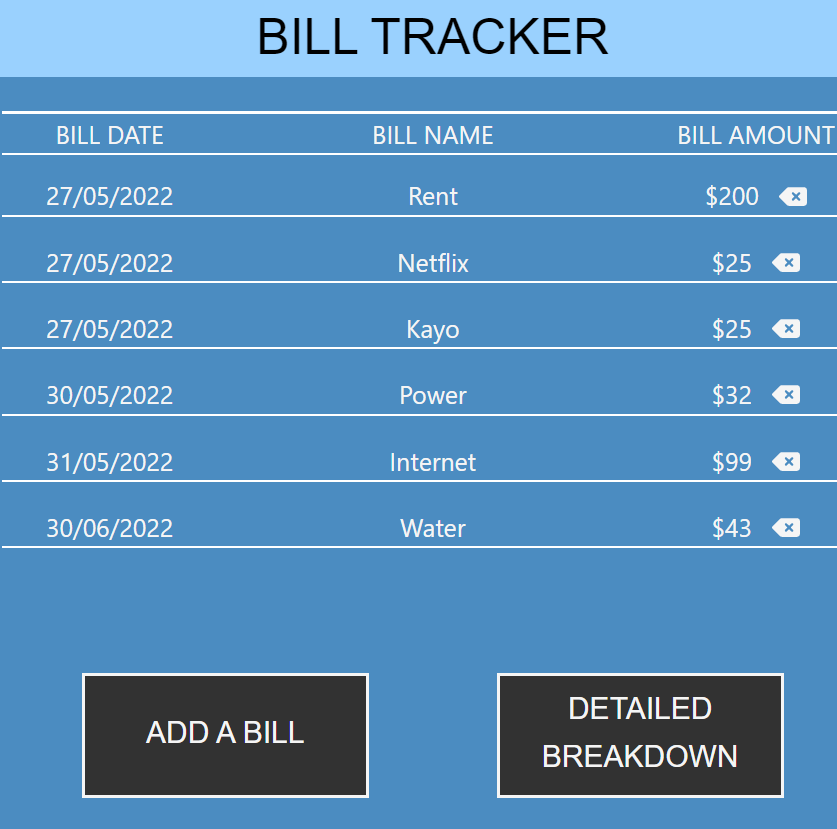 BILL TRACKER
BILL DATE BILL NAME BILL AMOUNT
27/05/2022 Rent $200
27/05/2022 Netflix $25
27/05/2022 Kayo $25
30/05/2022 Power $32
31/05/2022 Internet $99
30/06/2022 Water $43
ADD A BILL
DETAILED
BREAKDOWN